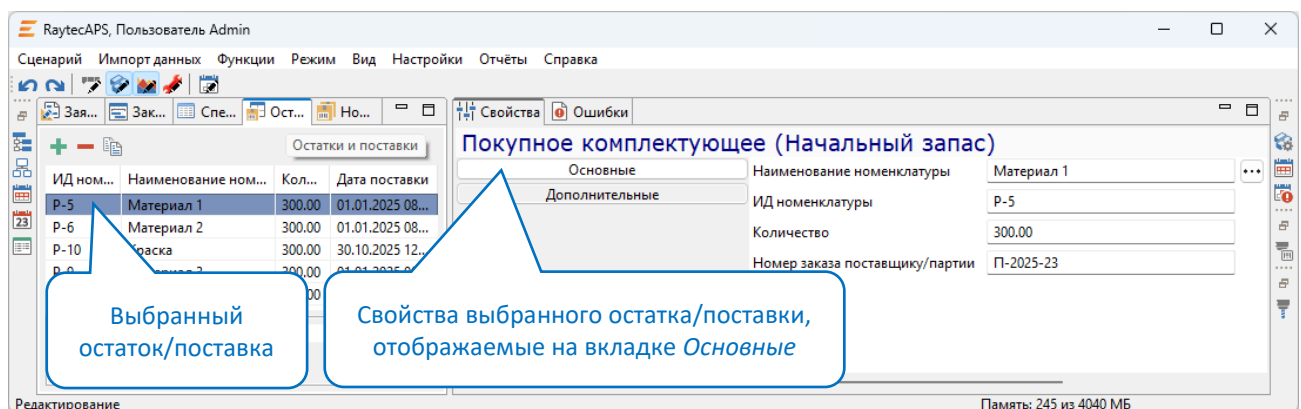 RaytecAPS, Пользователь Admin
Сценарий Импорт данных Функции Режим Вид Настройки Отчёты Справка
Зая... Зак... Спе... Ост... Но... Свойства Ошибки
Остатки и поставки
Покупное комплектующее (Начальный запас)
ИД ном... Наименование ном... Кол... Дата поставки
P-5 Материал 1 300.00 01.01.2025 08...
P-6 Материал 2 300.00 01.01.2025 08...
P-10 300.00 30.10.2025 12...
23
Основные
Дополнительные
Наименование номенклатуры Материал 1
ИД номенклатуры P-5
Количество 300.00
Номер заказа поставщику/партии П-2025-23
Выбранный
остаток/поставка
Свойства выбранного остатка/поставки,
отображаемые на вкладке Основные
Редактирование
Память: 245 из 4040 МБ